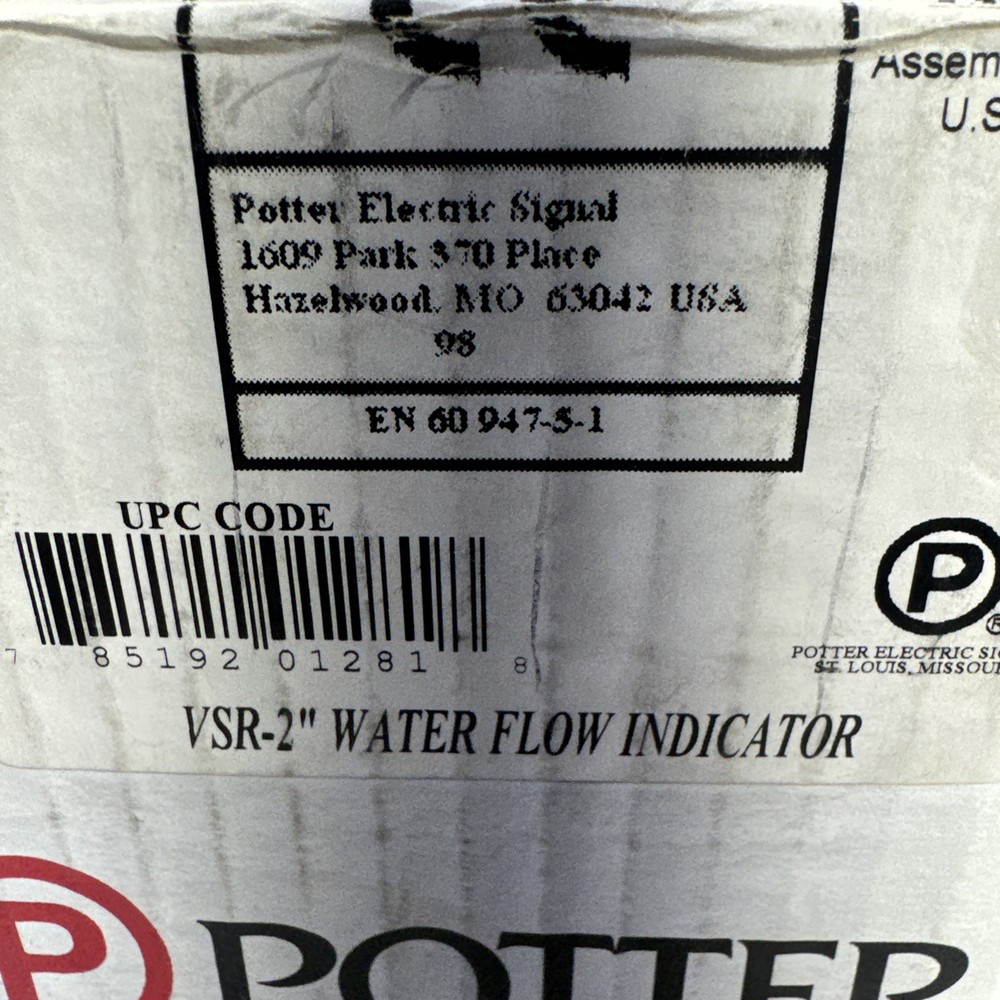 Assem
U.S
Potter Electric Signal
1609 Park 370 Place
Hazelwood, MO 63042 USA
98
EN 60 947-5-1
UPC CODE
7 85192 01281 8
P
®
POTTER ELECTRIC SI
ST. LOUIS, MISSOU
VSR-2" WATER FLOW INDICATOR
P POTTER